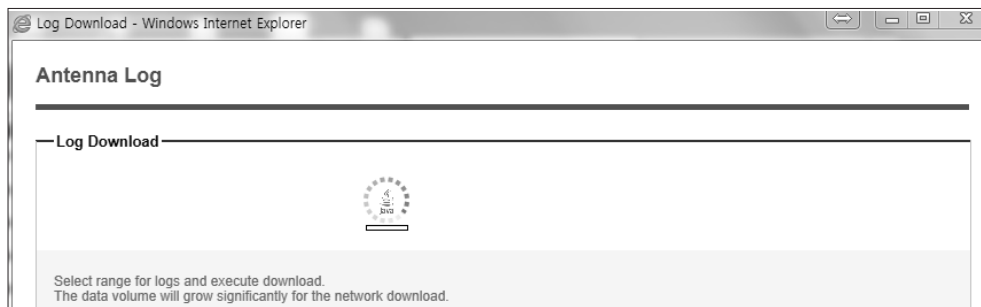 Log Download - Windows Internet Explorer
Antenna Log
Log Download
Java
Select range for logs and execute download.
The data volume will grow significantly for the network download.